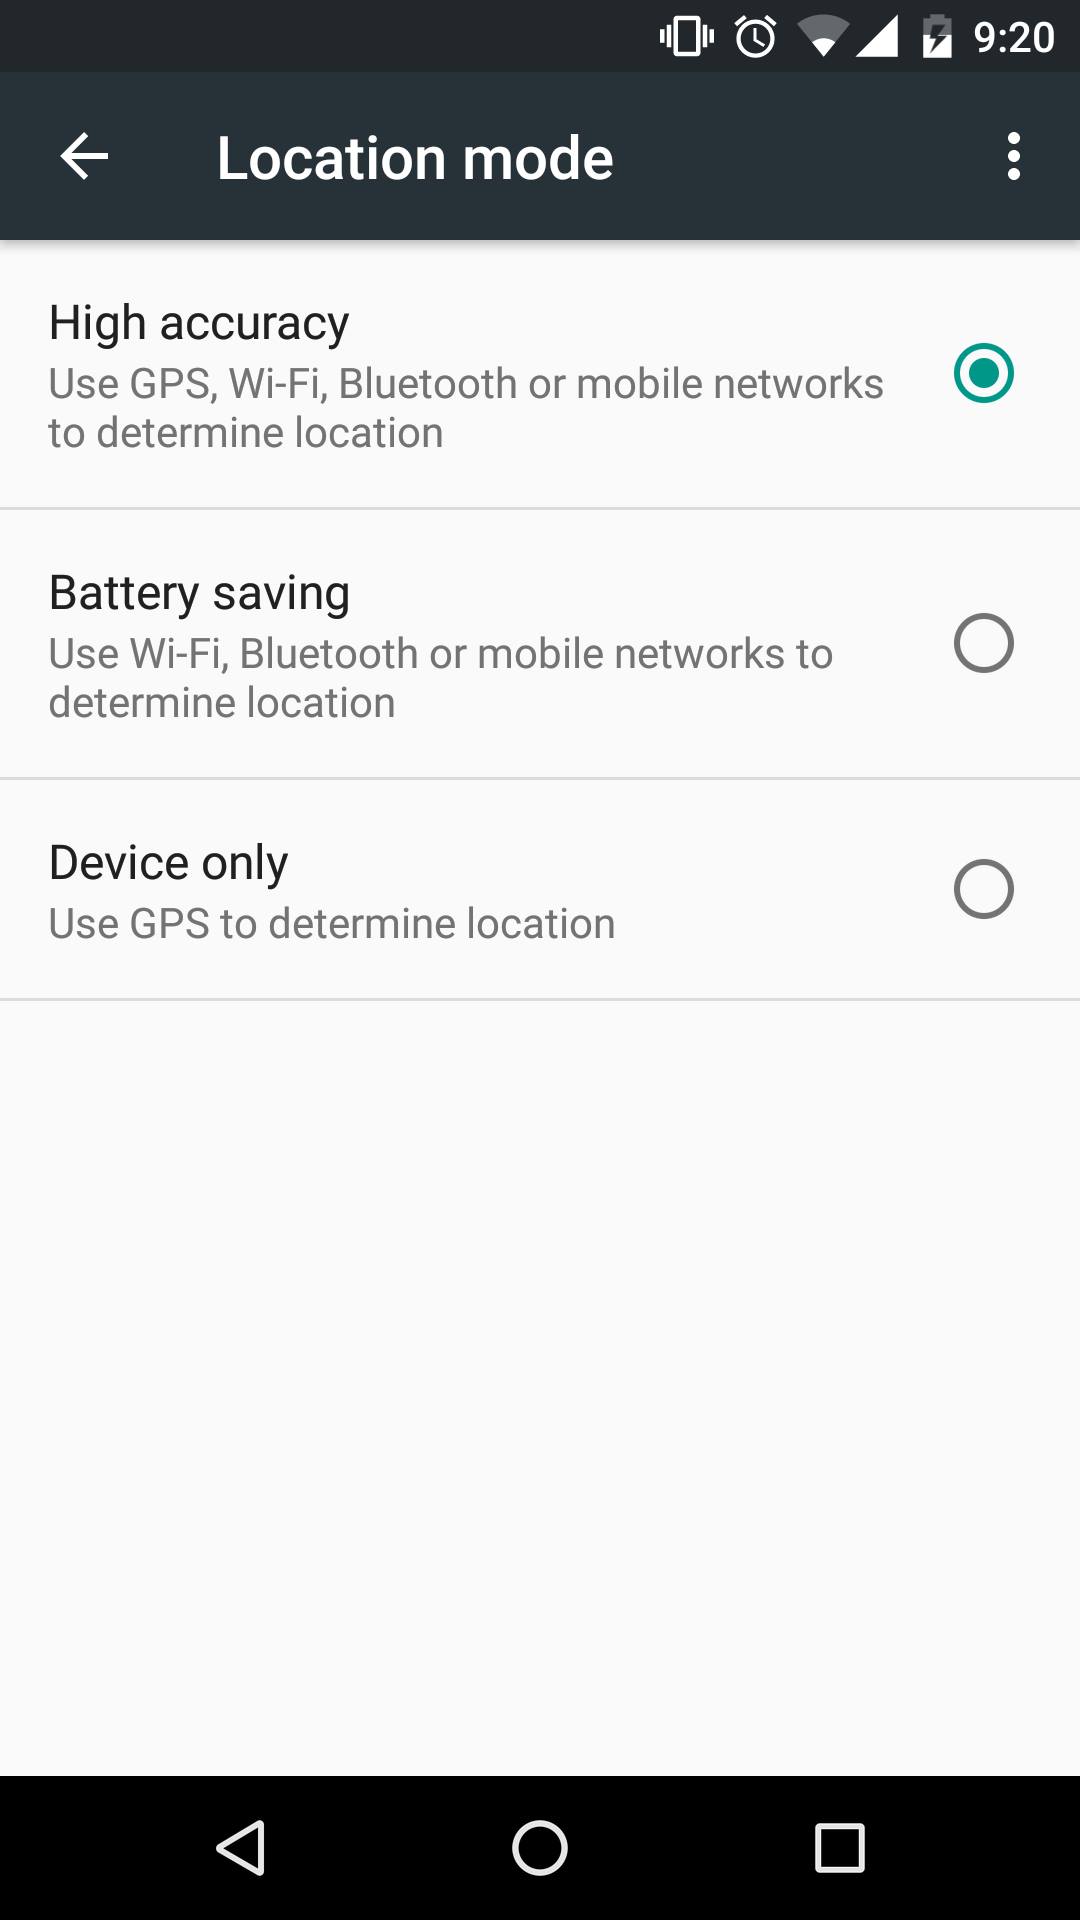 9:20
Location mode
High accuracy
Use GPS, Wi-Fi, Bluetooth or mobile networks
to determine location
Battery saving
Use Wi-Fi, Bluetooth or mobile networks to
determine location
Device only
Use GPS to determine location